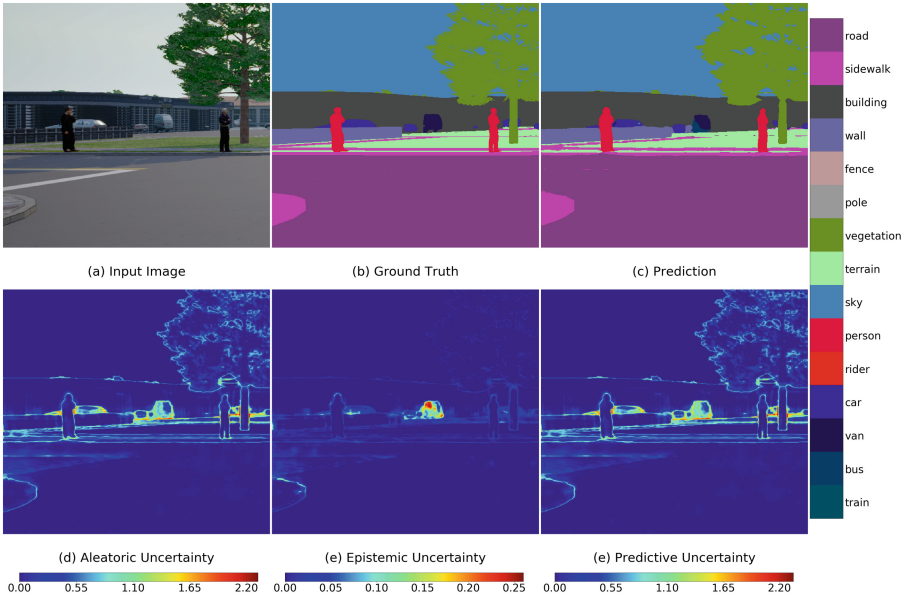 road
sidewalk
building
wall
fence
pole
vegetation
terrain
sky
person
rider
car
van
bus
train
(a) Input Image
(b) Ground Truth
(c) Prediction
(d) Aleatoric Uncertainty
(e) Epistemic Uncertainty
(e) Predictive Uncertainty
0.00 0.55 1.10 1.65 2.20
0.00 0.05 0.10 0.15 0.20 0.25
0.00 0.55 1.10 1.65 2.20